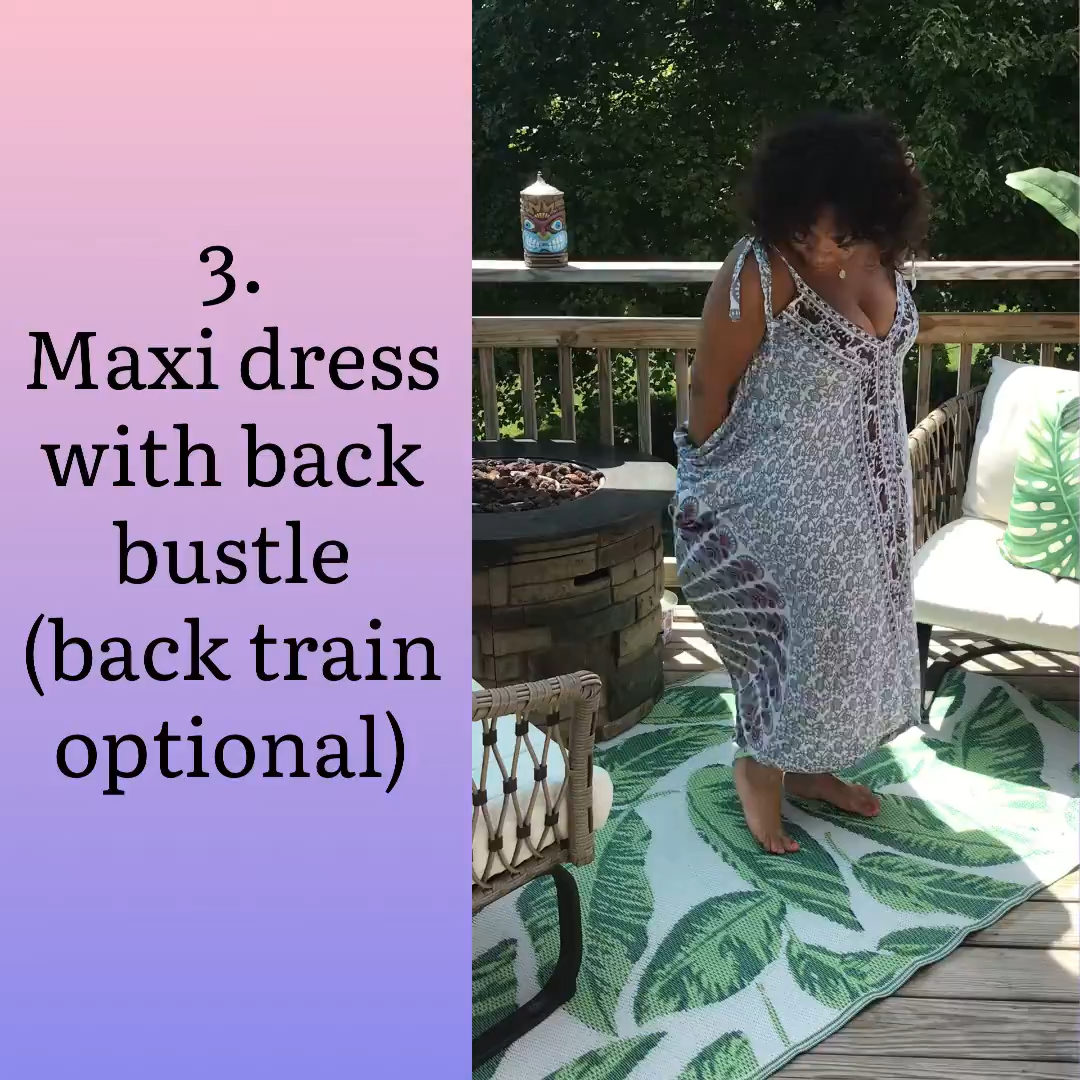 3.
Maxi dress
with back
bustle
(back train
optional)